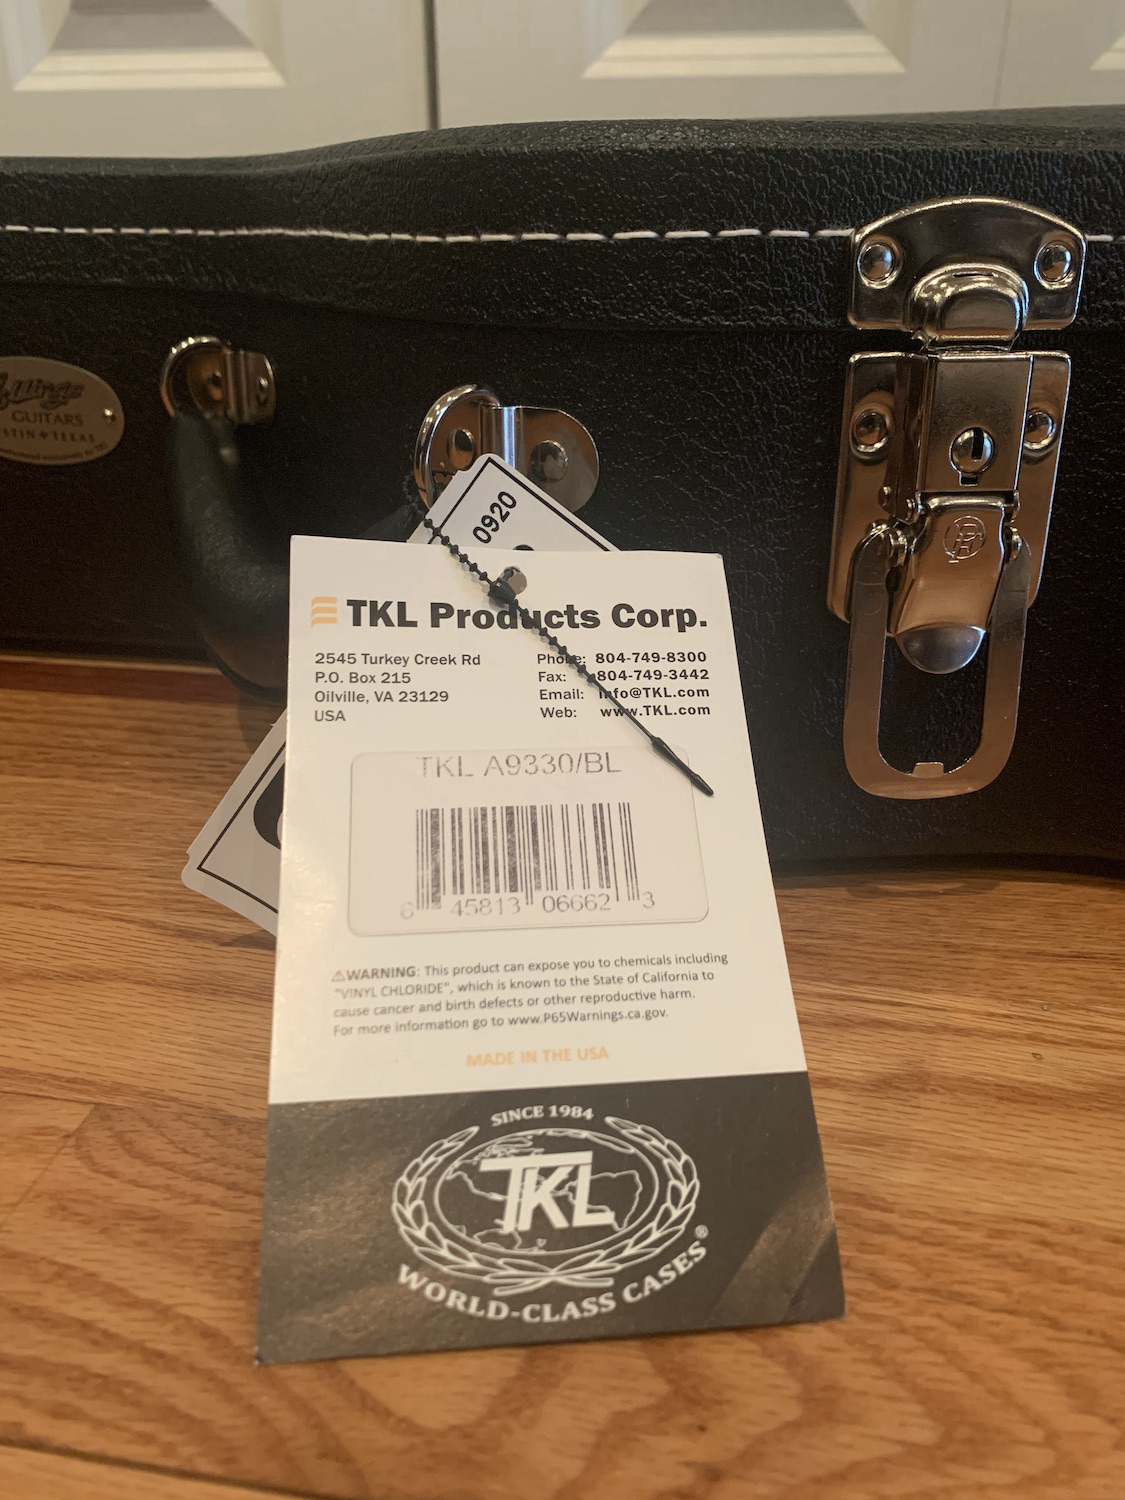 GUITARS
TEXAS
0920
TKL Products Corp.
2545 Turkey Creek Rd
P.O. Box 215
Oilville, VA 23129
USA
Phone: 804-749-8300
Fax: 804-749-3442
Email: info@TKL.com
Web: www.TKL.com
TKL A9330/BL
6 45813 06662 3
⚠WARNING: This product can expose you to chemicals including
"VINYL CHLORIDE", which is known to the State of California to
cause cancer and birth defects or other reproductive harm.
For more information go to www.P65Warnings.ca.gov.
MADE IN THE USA
SINCE 1984
TKL
WORLD-CLASS CASES®